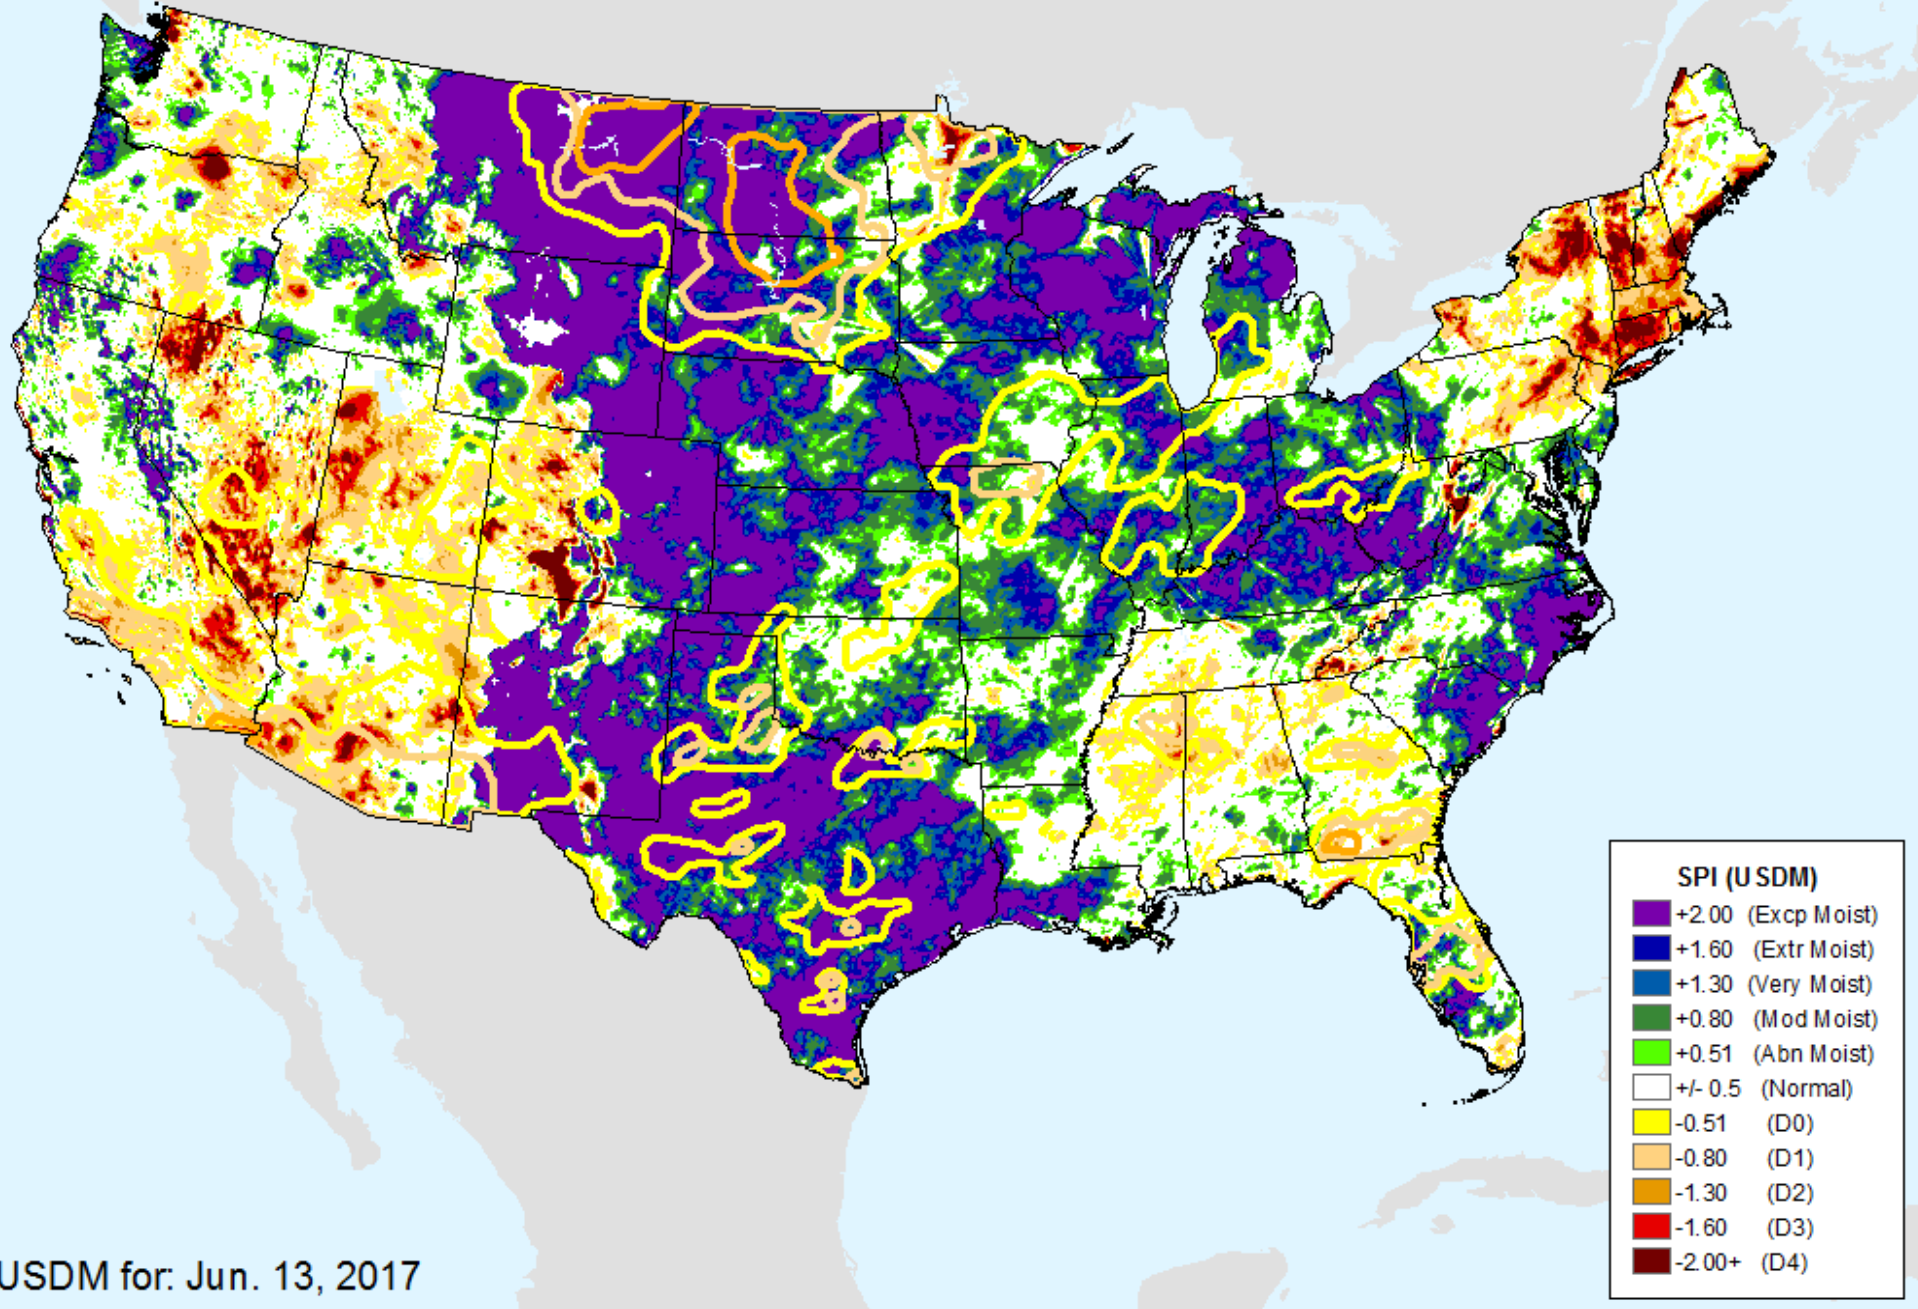 SPI (USDM)
+2.00 (Excp Moist)
+1.60 (Extr Moist)
+1.30 (Very Moist)
+0.80 (Mod Moist)
+0.51 (Abn Moist)
+/- 0.5 (Normal)
-0.51 (D0)
-0.80 (D1)
-1.30 (D2)
-1.60 (D3)
-2.00+ (D4)
USDM for: Jun. 13, 2017